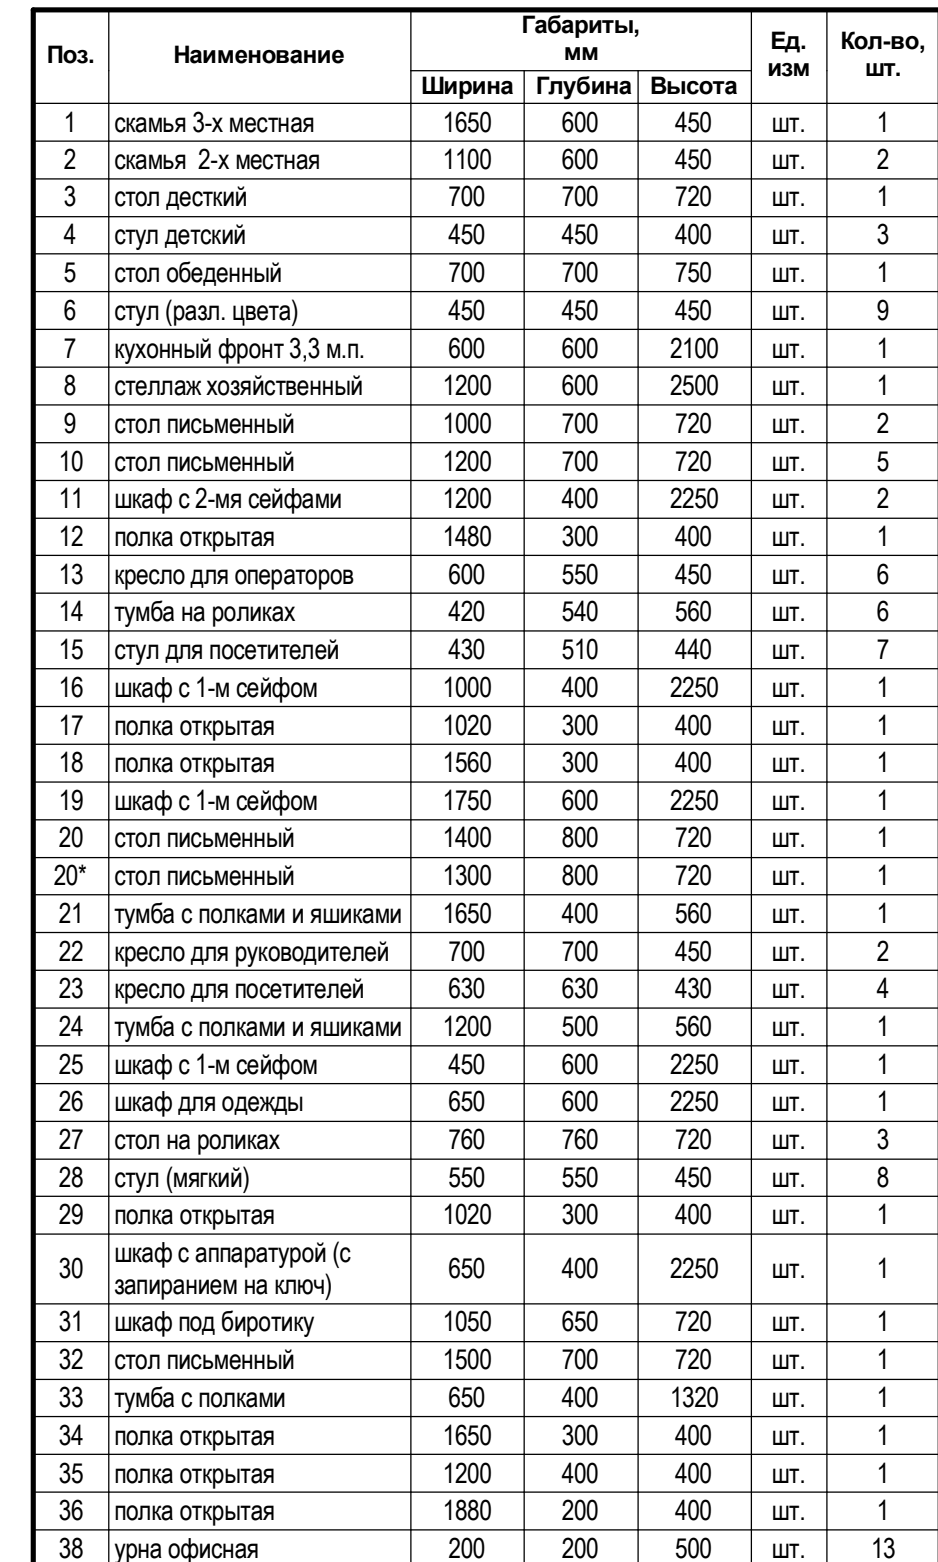 Поз. Наименование Габариты, мм Ед. изм Кол-во, шт.
Ширина Глубина Высота
1 скамья 3-х местная 1650 600 450 шт. 1
2 скамья 2-х местная 1100 600 450 шт. 2
3 стол десткий 700 700 720 шт. 1
4 стул детский 450 450 400 шт. 3
5 стол обеденный 700 700 750 шт. 1
6 стул (разл. цвета) 450 450 450 шт. 9
7 кухонный фронт 3,3 м.п. 600 600 2100 шт. 1
8 стеллаж хозяйственный 1200 600 2500 шт. 1
9 стол письменный 1000 700 720 шт. 2
10 стол письменный 1200 700 720 шт. 5
11 шкаф с 2-мя сейфами 1200 400 2250 шт. 2
12 полка открытая 1480 300 400 шт. 1
13 кресло для операторов 600 550 450 шт. 6
14 тумба на роликах 420 540 560 шт. 6
15 стул для посетителей 430 510 440 шт. 7
16 шкаф с 1-м сейфом 1000 400 2250 шт. 1
17 полка открытая 1020 300 400 шт. 1
18 полка открытая 1560 300 400 шт. 1
19 шкаф с 1-м сейфом 1750 600 2250 шт. 1
20 стол письменный 1400 800 720 шт. 1
20* стол письменный 1300 800 720 шт. 1
21 тумба с полками и яшиками 1650 400 560 шт. 1
22 кресло для руководителей 700 700 450 шт. 2
23 кресло для посетителей 630 630 430 шт. 4
24 тумба с полками и яшиками 1200 500 560 шт. 1
25 шкаф с 1-м сейфом 450 600 2250 шт. 1
26 шкаф для одежды 650 600 2250 шт. 1
27 стол на роликах 760 760 720 шт. 3
28 стул (мягкий) 550 550 450 шт. 8
29 полка открытая 1020 300 400 шт. 1
30 шкаф с аппаратурой (с запиранием на ключ) 650 400 2250 шт. 1
31 шкаф под биротику 1050 650 720 шт. 1
32 стол письменный 1500 700 720 шт. 1
33 тумба с полками 650 400 1320 шт. 1
34 полка открытая 1650 300 400 шт. 1
35 полка открытая 1200 400 400 шт. 1
36 полка открытая 1880 200 400 шт. 1
38 урна офисная 200 200 500 шт. 13